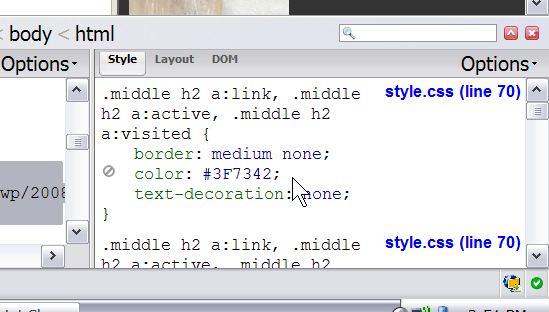 < body < html
Options
Style Layout DOM
Options
.middle h2 a:link, .middle
style.css (line 70)
h2 a:active, .middle h2
a:visited {
border: medium none;
color: #3F7342;
text-decoration: none;
}
wp/2008
.middle h2 a:link, .middle
style.css (line 70)
h2 a:active, .middle h2